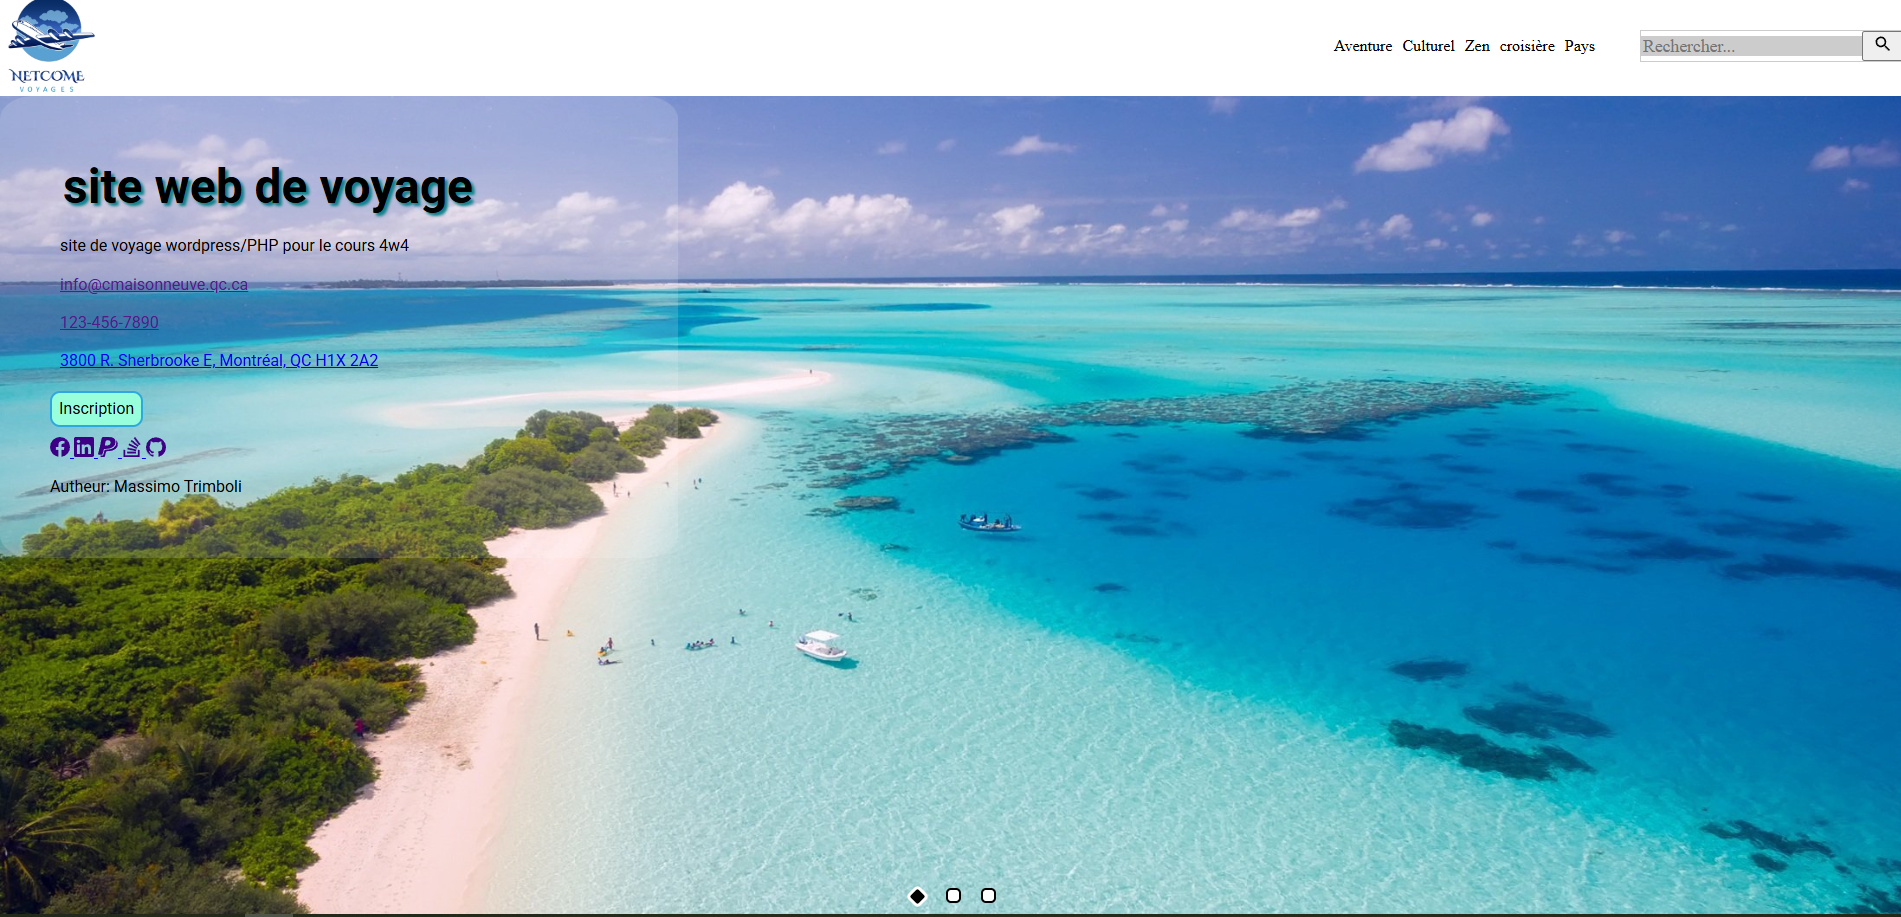 NETCOME
VOYAGES
Aventure Culturel Zen croisière Pays
Rechercher...
site web de voyage
site de voyage wordpress/PHP pour le cours 4w4
info@cmaisonneuve.qc.ca
123-456-7890
3800 R. Sherbrooke E, Montréal, QC H1X 2A2
Inscription
Autheur: Massimo Trimboli